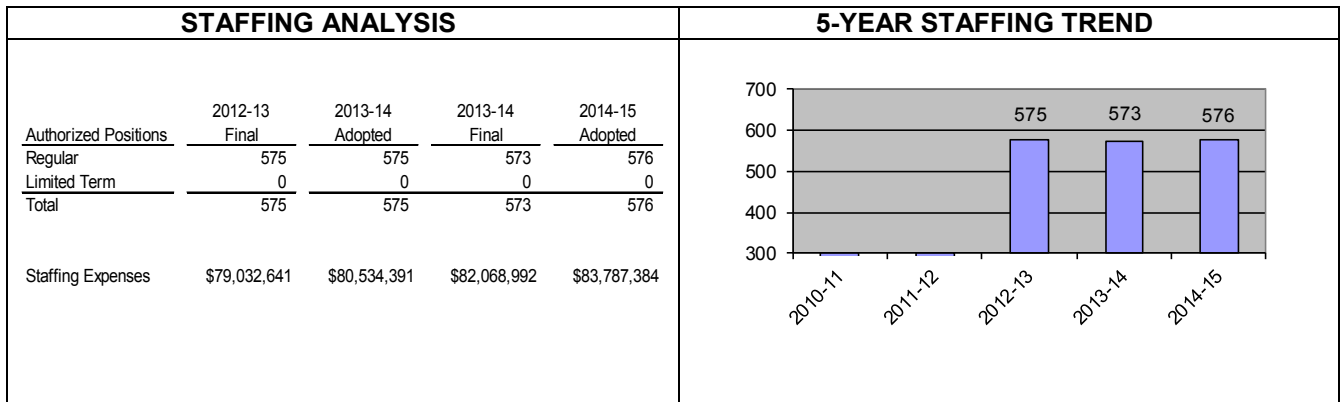 STAFFING ANALYSIS
5-YEAR STAFFING TREND
2012-13 2013-14 2013-14 2014-15
Authorized Positions Final Adopted Final Adopted
Regular 575 575 573 576
Limited Term 0 0 0 0
Total 575 575 573 576
Staffing Expenses $79,032,641 $80,534,391 $82,068,992 $83,787,384
700
600
500
400
300
575 573 576
2010-11 2011-12 2012-13 2013-14 2014-15